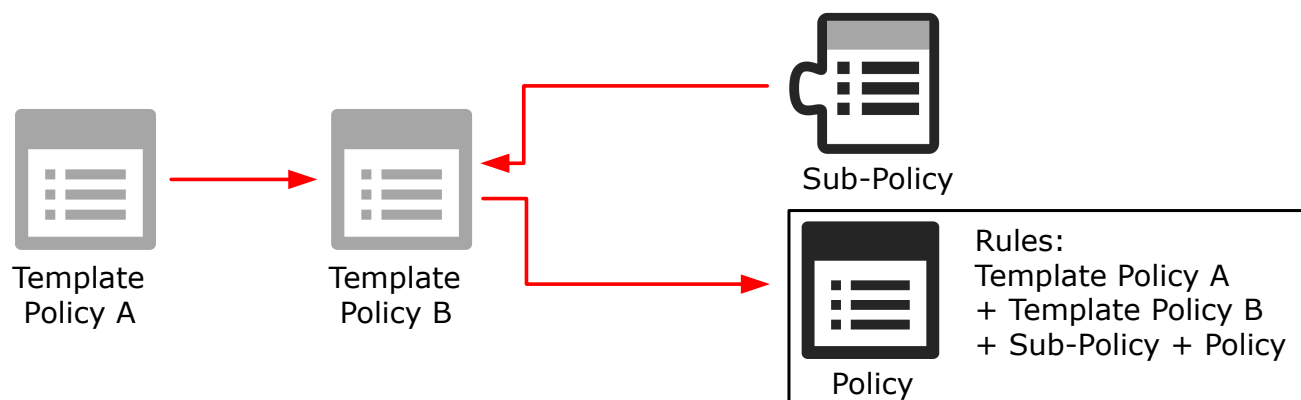 Template
Policy A
Template
Policy B
Sub-Policy
Policy
Rules:
Template Policy A
+ Template Policy B
+ Sub-Policy + Policy